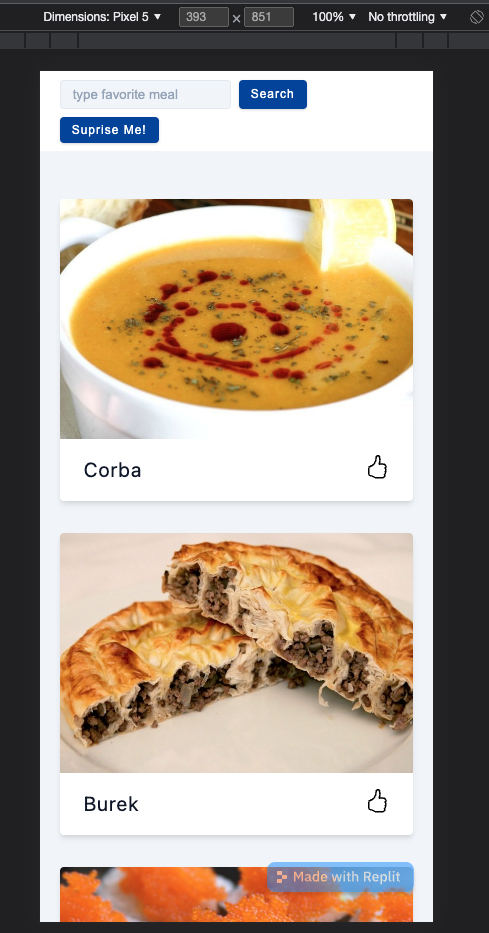 Dimensions: Pixel 5 ▼ 393 × 851 100% ▼ No throttling ▼
type favorite meal Search
Suprise Me!
Corba
Burek
Made with Replit